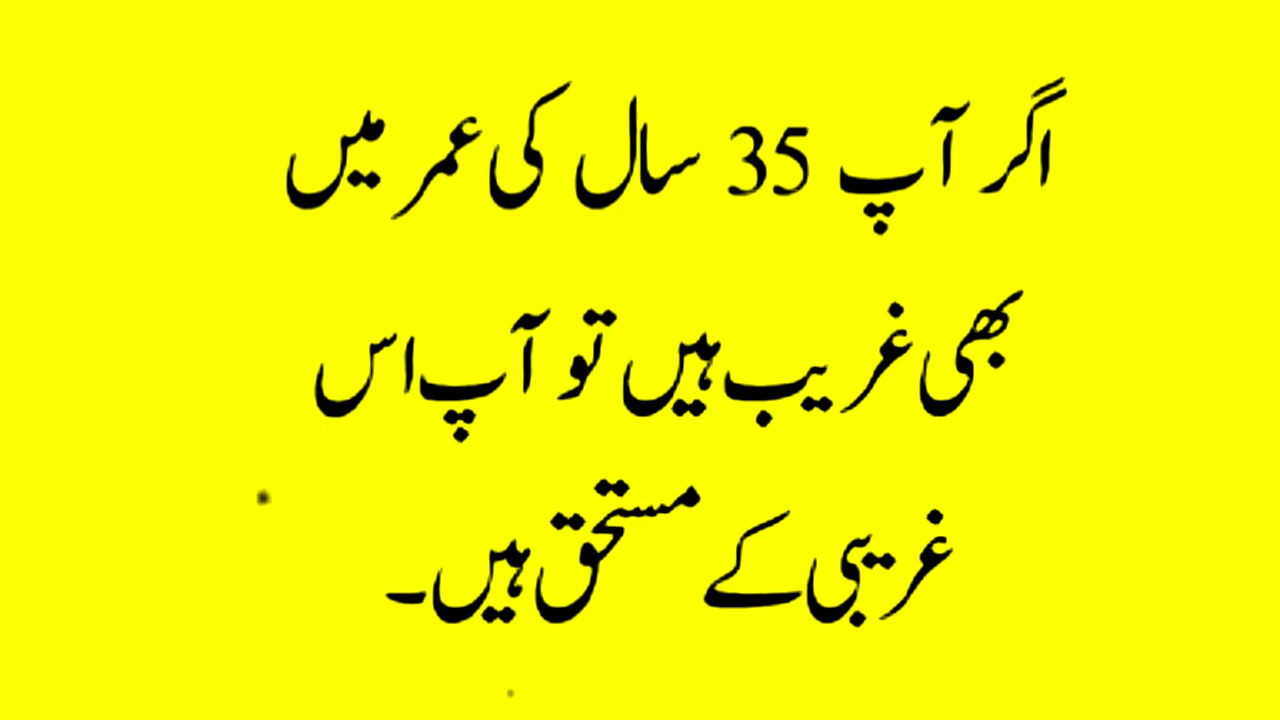 اگر آپ 35 سال کی عمر میں
بھی غریب ہیں تو آپ اس
غریبی کے مستحق ہیں۔